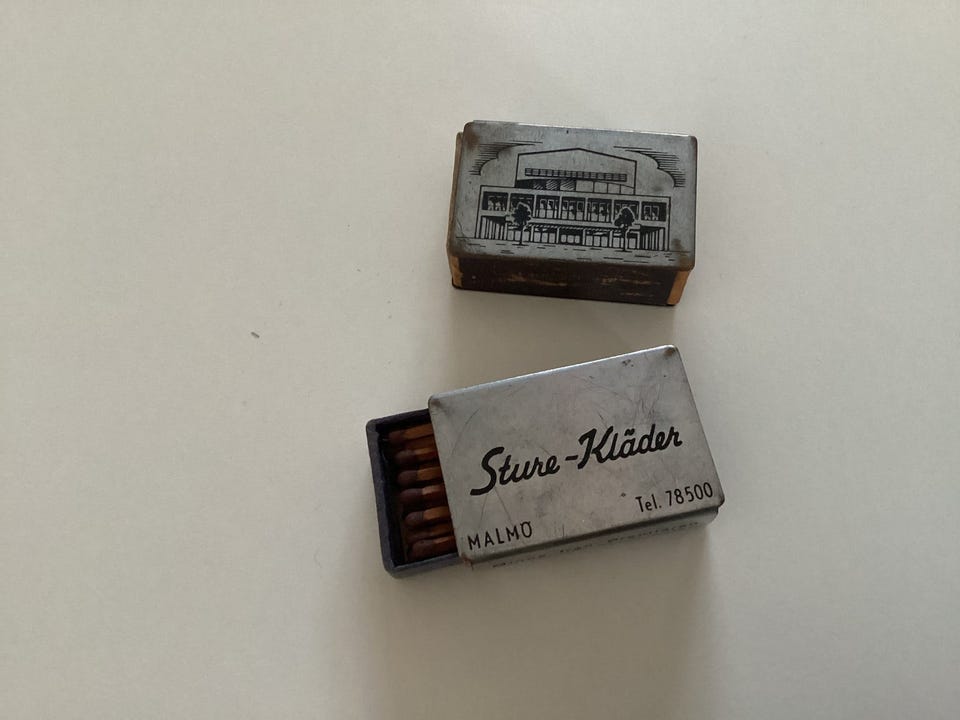 Sture-Kläder
Tel. 78500
MALMÖ